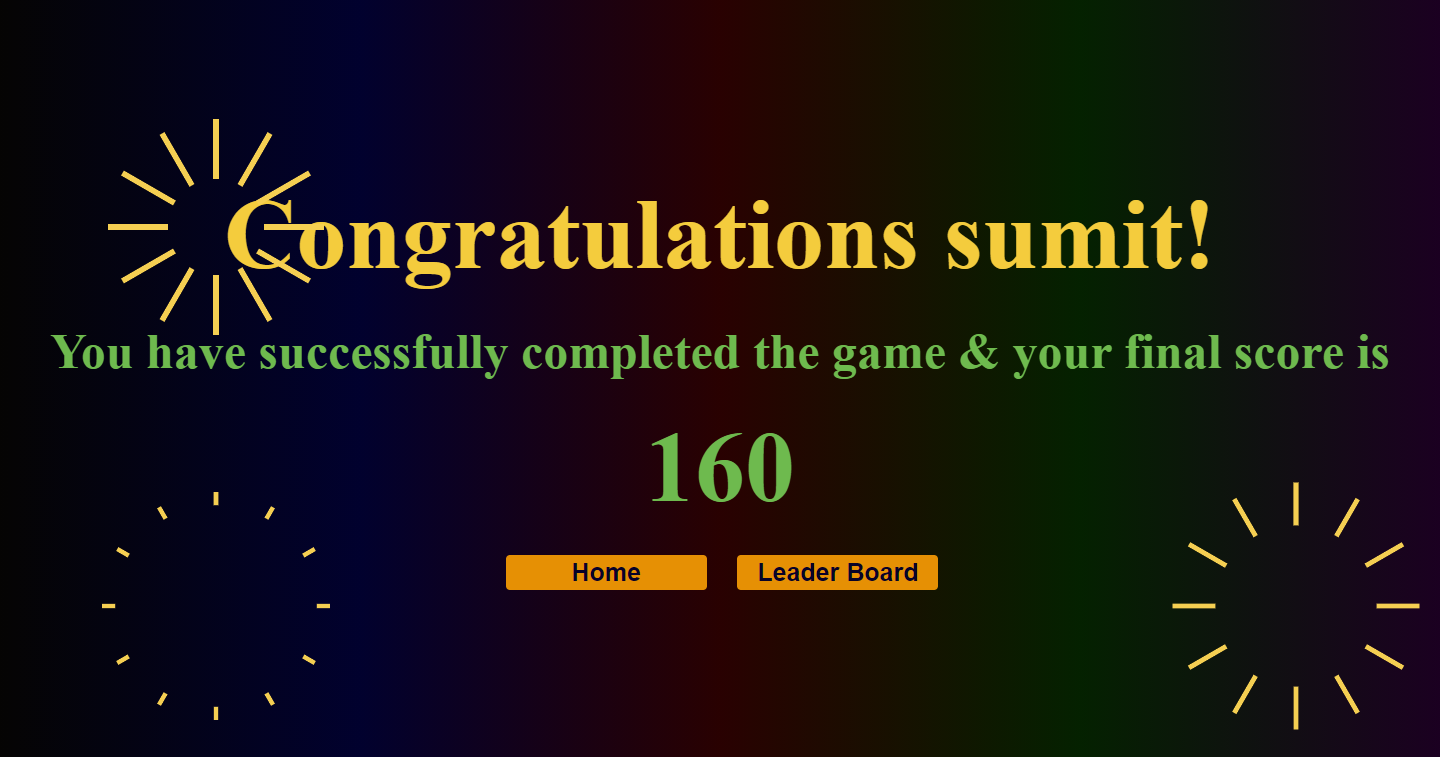 Congratulations sumit!
You have successfully completed the game & your final score is
160
Home
Leader Board